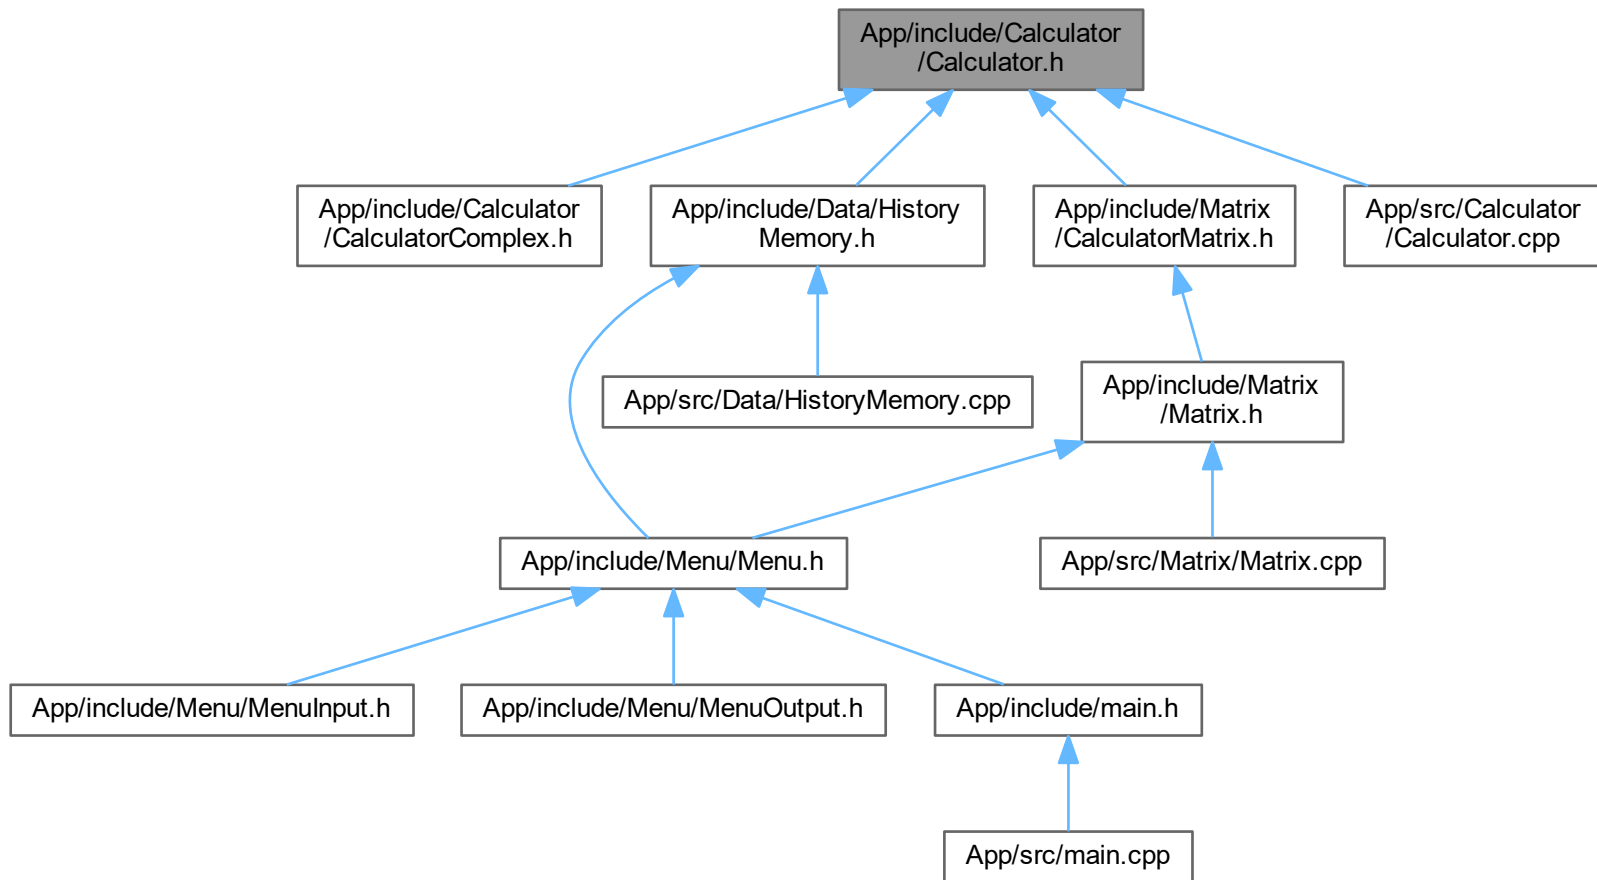 App/include/Calculator
/Calculator.h
App/include/Calculator
/CalculatorComplex.h
App/include/Data/History
Memory.h
App/include/Matrix
/CalculatorMatrix.h
App/src/Calculator
/Calculator.cpp
App/src/Data/HistoryMemory.cpp
App/include/Matrix
/Matrix.h
App/include/Menu/Menu.h
App/src/Matrix/Matrix.cpp
App/include/Menu/MenuInput.h
App/include/Menu/MenuOutput.h
App/include/main.h
App/src/main.cpp